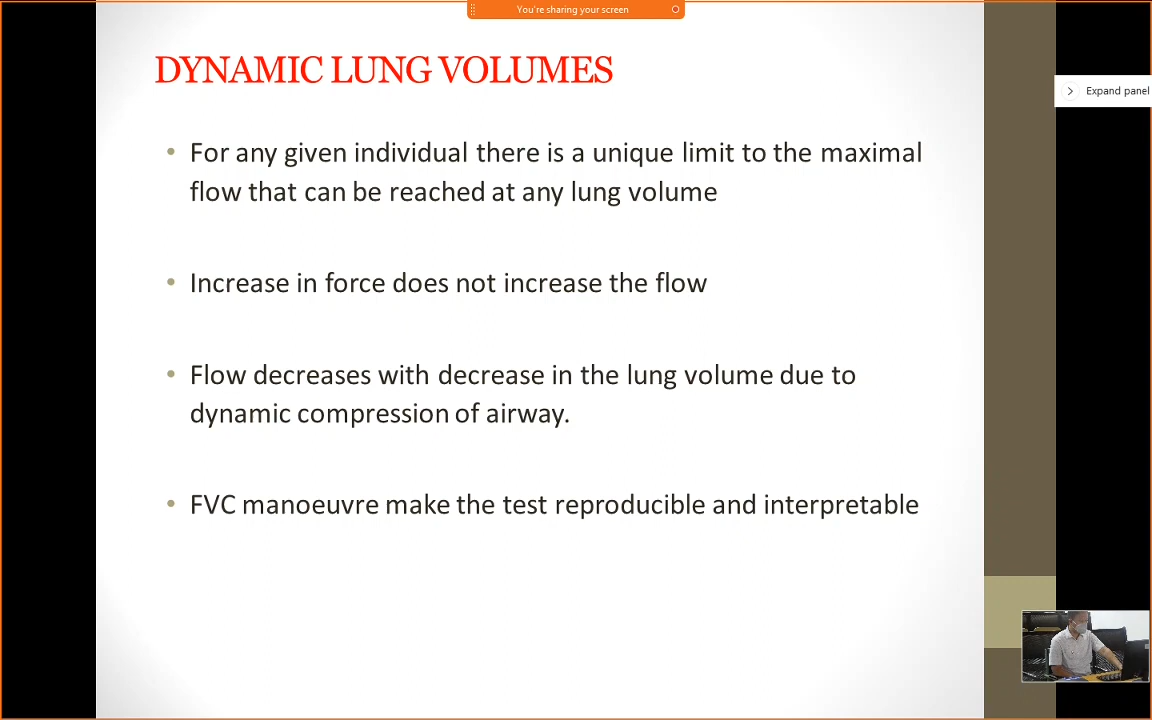 You're sharing your screen
DYNAMIC LUNG VOLUMES
Expand panel
• For any given individual there is a unique limit to the maximal
flow that can be reached at any lung volume
• Increase in force does not increase the flow
• Flow decreases with decrease in the lung volume due to
dynamic compression of airway.
• FVC manoeuvre make the test reproducible and interpretable